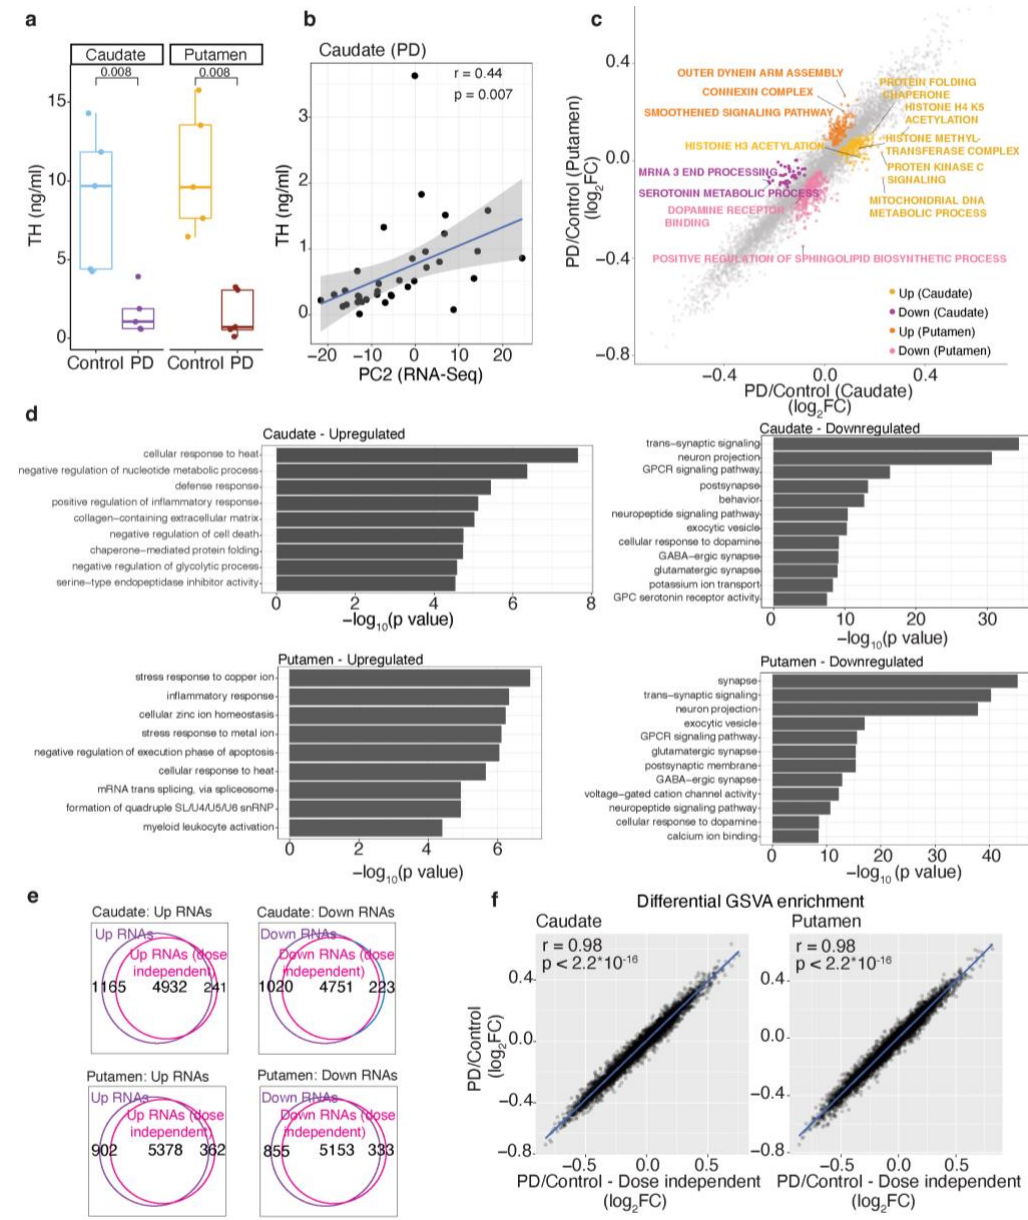 a
Caudate
Putamen
0.008
0.008
15
10
5
0
TH (ng/ml)
Control PD
Control PD
b
Caudate (PD)
r = 0.44
p = 0.007
3
2
1
0
TH (ng/ml)
−20
−10
0
10
20
PC2 (RNA-Seq)
c
0.4
0.0
−0.4
−0.8
PD/Control (Putamen)
(log2FC)
OUTER DYNEIN ARM ASSEMBLY
CONNEXIN COMPLEX
SMOOTHENED SIGNALING PATHWAY
HISTONE H3 ACETYLATION
MRNA 3 END PROCESSING
SEROTONIN METABOLIC PROCESS
DOPAMINE RECEPTOR
BINDING
POSITIVE REGULATION OF SPHINGOLIPID BIOSYNTHETIC PROCESS
PROTEIN FOLDING
CHAPERONE
HISTONE H4 K5
ACETYLATION
HISTONE METHYL-
TRANSFERASE COMPLEX
PROTEN KINASE C
SIGNALING
MITOCHONDRIAL DNA
METABOLIC PROCESS
Up (Caudate)
Down (Caudate)
Up (Putamen)
Down (Putamen)
−0.4
0.0
0.4
PD/Control (Caudate)
(log2FC)
d
Caudate - Upregulated
cellular response to heat
negative regulation of nucleotide metabolic process
defense response
positive regulation of inflammatory response
collagen−containing extracellular matrix
negative regulation of cell death
chaperone−mediated protein folding
negative regulation of glycolytic process
serine−type endopeptidase inhibitor activity
0
2
4
6
8
−log10(p value)
Caudate - Downregulated
trans−synaptic signaling
neuron projection
GPCR signaling pathway
postsynapse
behavior
neuropeptide signaling pathway
exocytic vesicle
cellular response to dopamine
GABA−ergic synapse
glutamatergic synapse
potassium ion transport
GPC serotonin receptor activity
0
10
20
30
−log10(p value)
Putamen - Upregulated
stress response to copper ion
inflammatory response
cellular zinc ion homeostasis
stress response to metal ion
negative regulation of execution phase of apoptosis
cellular response to heat
mRNA trans splicing, via spliceosome
formation of quadruple SL/U4/U5/U6 snRNP
myeloid leukocyte activation
0
2
4
6
−log10(p value)
Putamen - Downregulated
synapse
trans−synaptic signaling
neuron projection
exocytic vesicle
GPCR signaling pathway
glutamatergic synapse
postsynaptic membrane
GABA−ergic synapse
voltage−gated cation channel activity
neuropeptide signaling pathway
cellular response to dopamine
calcium ion binding
0
10
20
30
40
−log10(p value)
e
Caudate: Up RNAs
Up RNAs
Up RNAs (dose
independent)
1165
4932
241
Caudate: Down RNAs
Down RNAs
Down RNAs (dose
independent)
1020
4751
223
Putamen: Up RNAs
Up RNAs
Up RNAs (dose
independent)
902
5378
362
Putamen: Down RNAs
Down RNAs
Down RNAs (dose
independent)
855
5153
333
f
Differential GSVA enrichment
Caudate
r = 0.98
p < 2.2*10-16
0.4
0.0
−0.4
−0.8
PD/Control
(log2FC)
−0.5
0.0
0.5
PD/Control - Dose independent
(log2FC)
Putamen
r = 0.98
p < 2.2*10-16
0.4
0.0
−0.4
−0.8
−0.5
0.0
0.5
PD/Control - Dose independent
(log2FC)